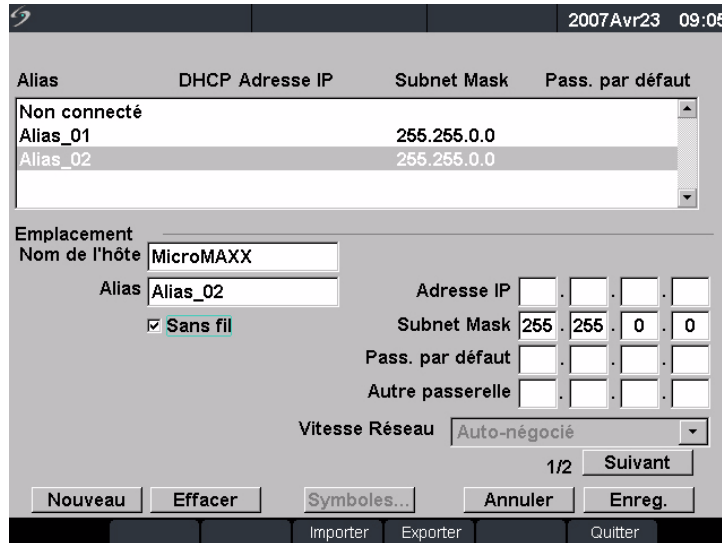 2007Avr23 09:05
Alias DHCP Adresse IP Subnet Mask Pass. par défaut
Non connecté
Alias_01 255.255.0.0
Alias_02 255.255.0.0
Emplacement
Nom de l'hôte MicroMAXX
Alias Alias_02
Sans fil
Adresse IP . . .
Subnet Mask 255 . 255 . 0 . 0
Pass. par défaut . . .
Autre passerelle . . .
Vitesse Réseau Auto-négocié
1/2 Suivant
Nouveau Effacer Symboles... Annuler Enreg.
Importer Exporter Quitter